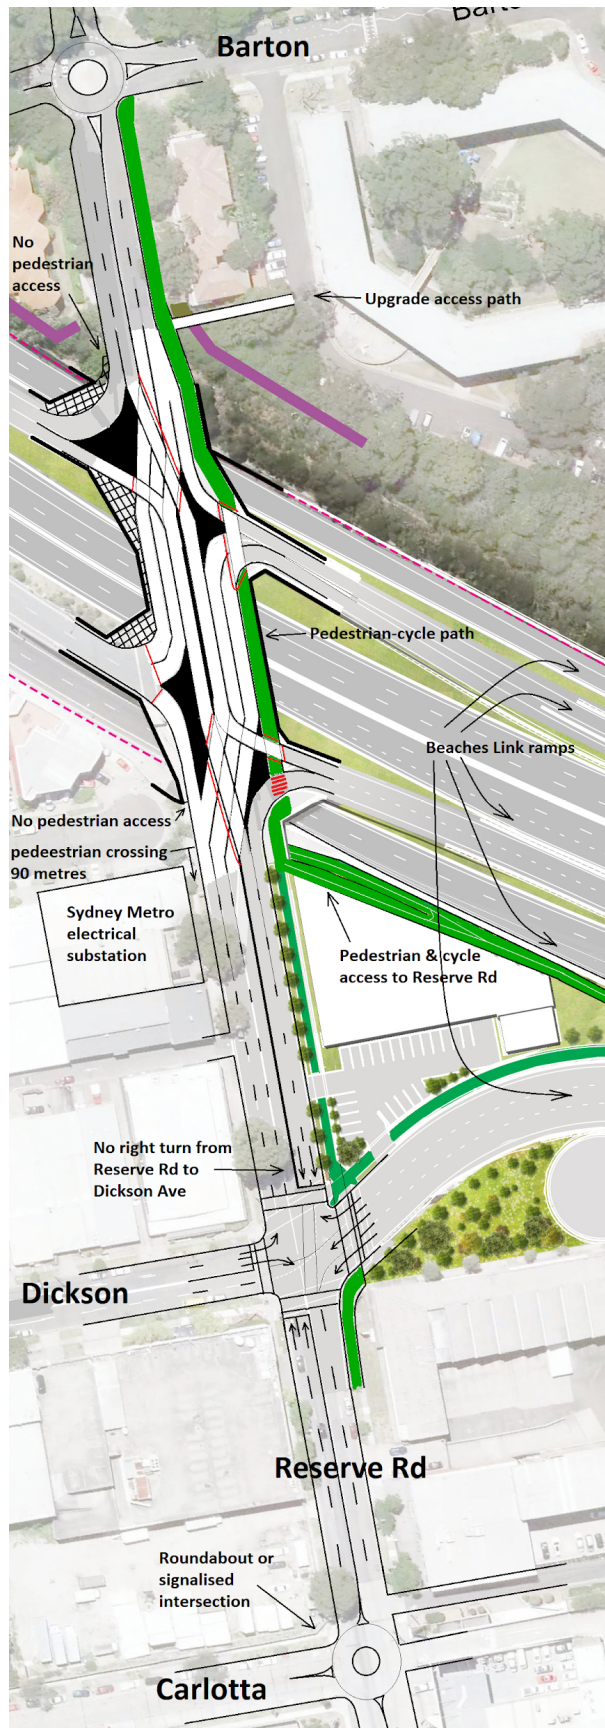 Barto
Barton
No
pedestrian
access
Upgrade access path
Pedestrian-cycle path
Beaches Link ramps
No pedestrian access
pedeestrian crossing
90 metres
Sydney Metro
electrical
substation
Pedestrian & cycle
access to Reserve Rd
No right turn from
Reserve Rd to
Dickson Ave
Dickson
Reserve Rd
Roundabout or
signalised
intersection
Carlotta